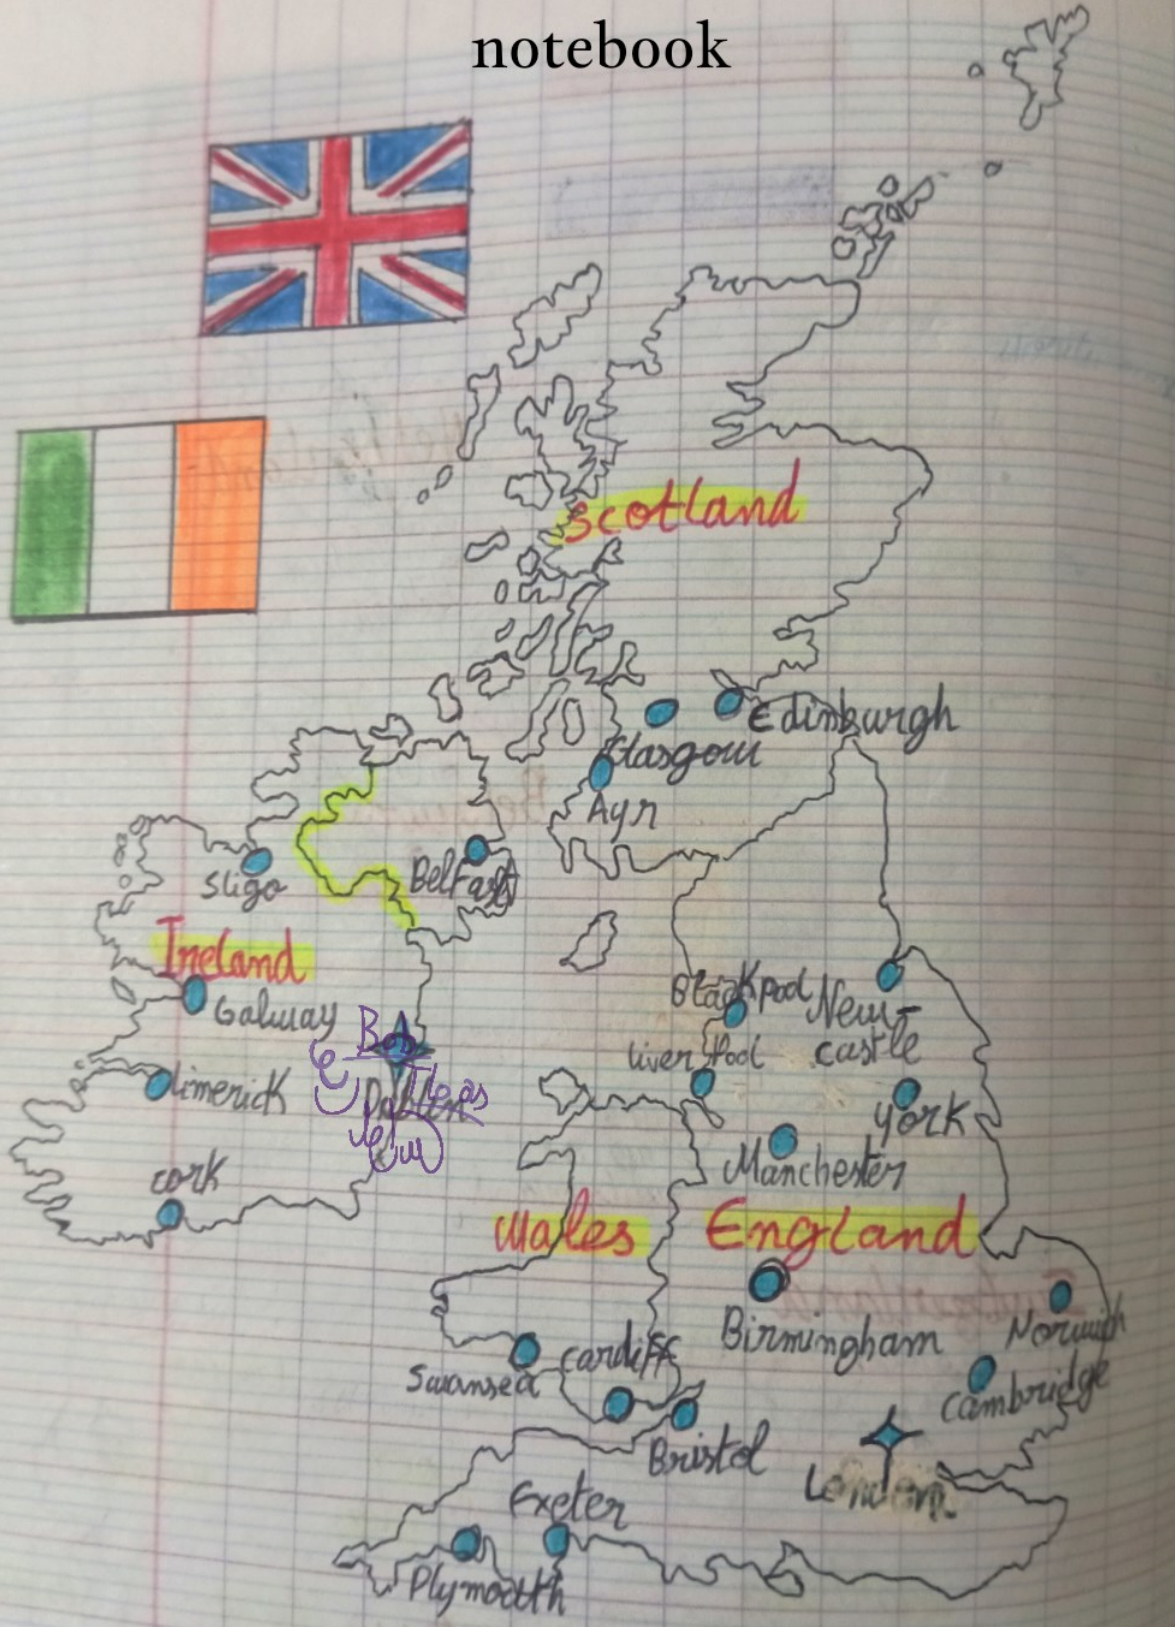 notebook
Scotland
Edinburgh
Glasgow
Ayr
Belfast
Sligo
Ireland
Galway
Blackpool
New-
castle
liverpool
limerick
york
Manchester
cork
Wales
England
Birmingham
Norwich
cardiff
Swansea
Cambridge
Bristol
London
Exeter
Plymouth